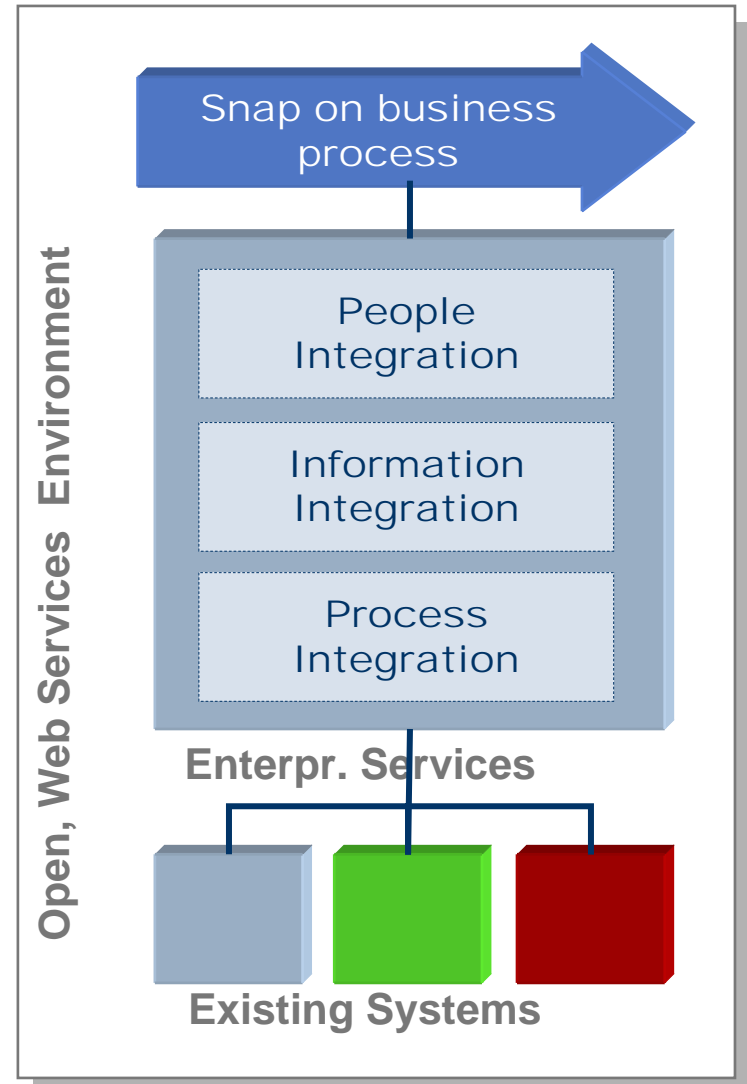 Snap on business
process
Open, Web Services Environment
People
Integration
Information
Integration
Process
Integration
Enterpr. Services
Existing Systems